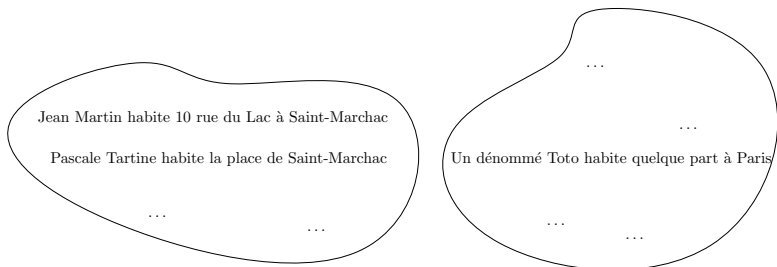 Jean Martin habite 10 rue du Lac à Saint-Marchac
Pascale Tartine habite la place de Saint-Marchac
...
...
...
...
Un dénommé Toto habite quelque part à Paris
...
...